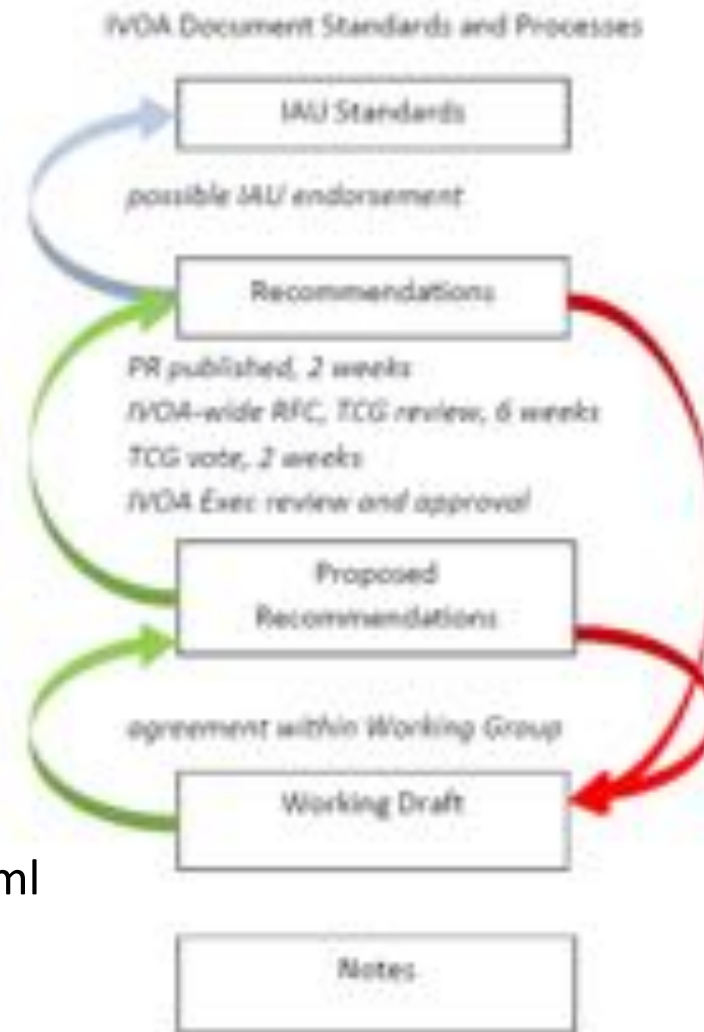 IVOA Document Standards and Processes
IAU Standards
possible IAU endorsement
Recommendations
PR published, 2 weeks
IVOA-wide RFC, TCG review, 6 weeks
TCG vote, 2 weeks
IVOA Exec review and approval
Proposed
Recommendations
agreement within Working Group
Working Draft
ml
Notes